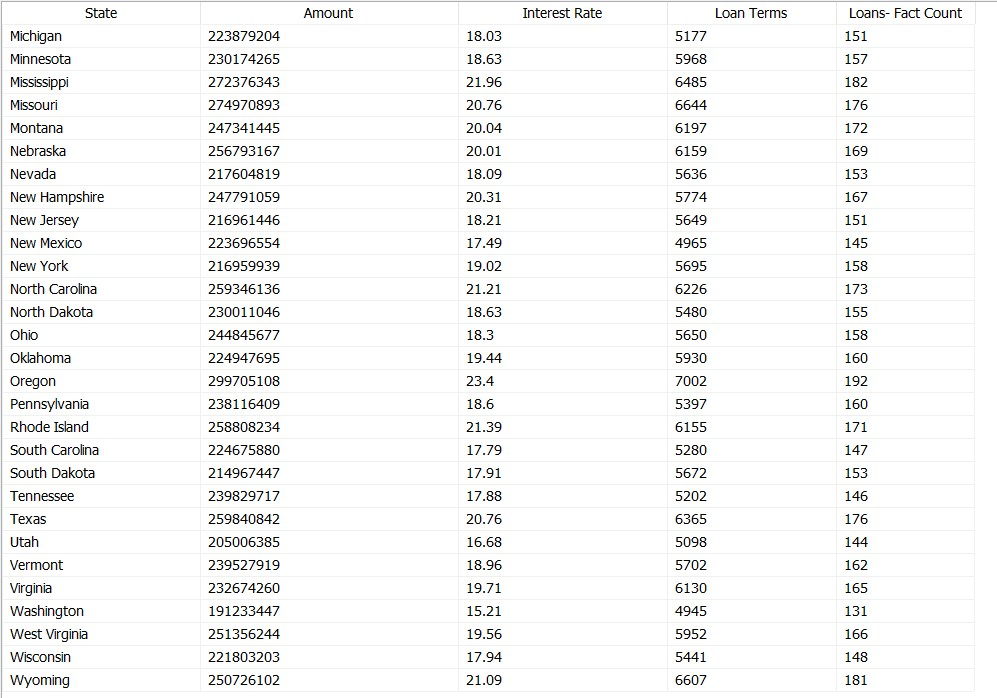 State Amount Interest Rate Loan Terms Loans- Fact Count
Michigan 223879204 18.03 5177 151
Minnesota 230174265 18.63 5968 157
Mississippi 272376343 21.96 6485 182
Missouri 274970893 20.76 6644 176
Montana 247341445 20.04 6197 172
Nebraska 256793167 20.01 6159 169
Nevada 217604819 18.09 5636 153
New Hampshire 247791059 20.31 5774 167
New Jersey 216961446 18.21 5649 151
New Mexico 223696554 17.49 4965 145
New York 216959939 19.02 5695 158
North Carolina 259346136 21.21 6226 173
North Dakota 230011046 18.63 5480 155
Ohio 244845677 18.3 5650 158
Oklahoma 224947695 19.44 5930 160
Oregon 299705108 23.4 7002 192
Pennsylvania 238116409 18.6 5397 160
Rhode Island 258808234 21.39 6155 171
South Carolina 224675880 17.79 5280 147
South Dakota 214967447 17.91 5672 153
Tennessee 239829717 17.88 5202 146
Texas 259840842 20.76 6365 176
Utah 205006385 16.68 5098 144
Vermont 239527919 18.96 5702 162
Virginia 232674260 19.71 6130 165
Washington 191233447 15.21 4945 131
West Virginia 251356244 19.56 5952 166
Wisconsin 221803203 17.94 5441 148
Wyoming 250726102 21.09 6607 181